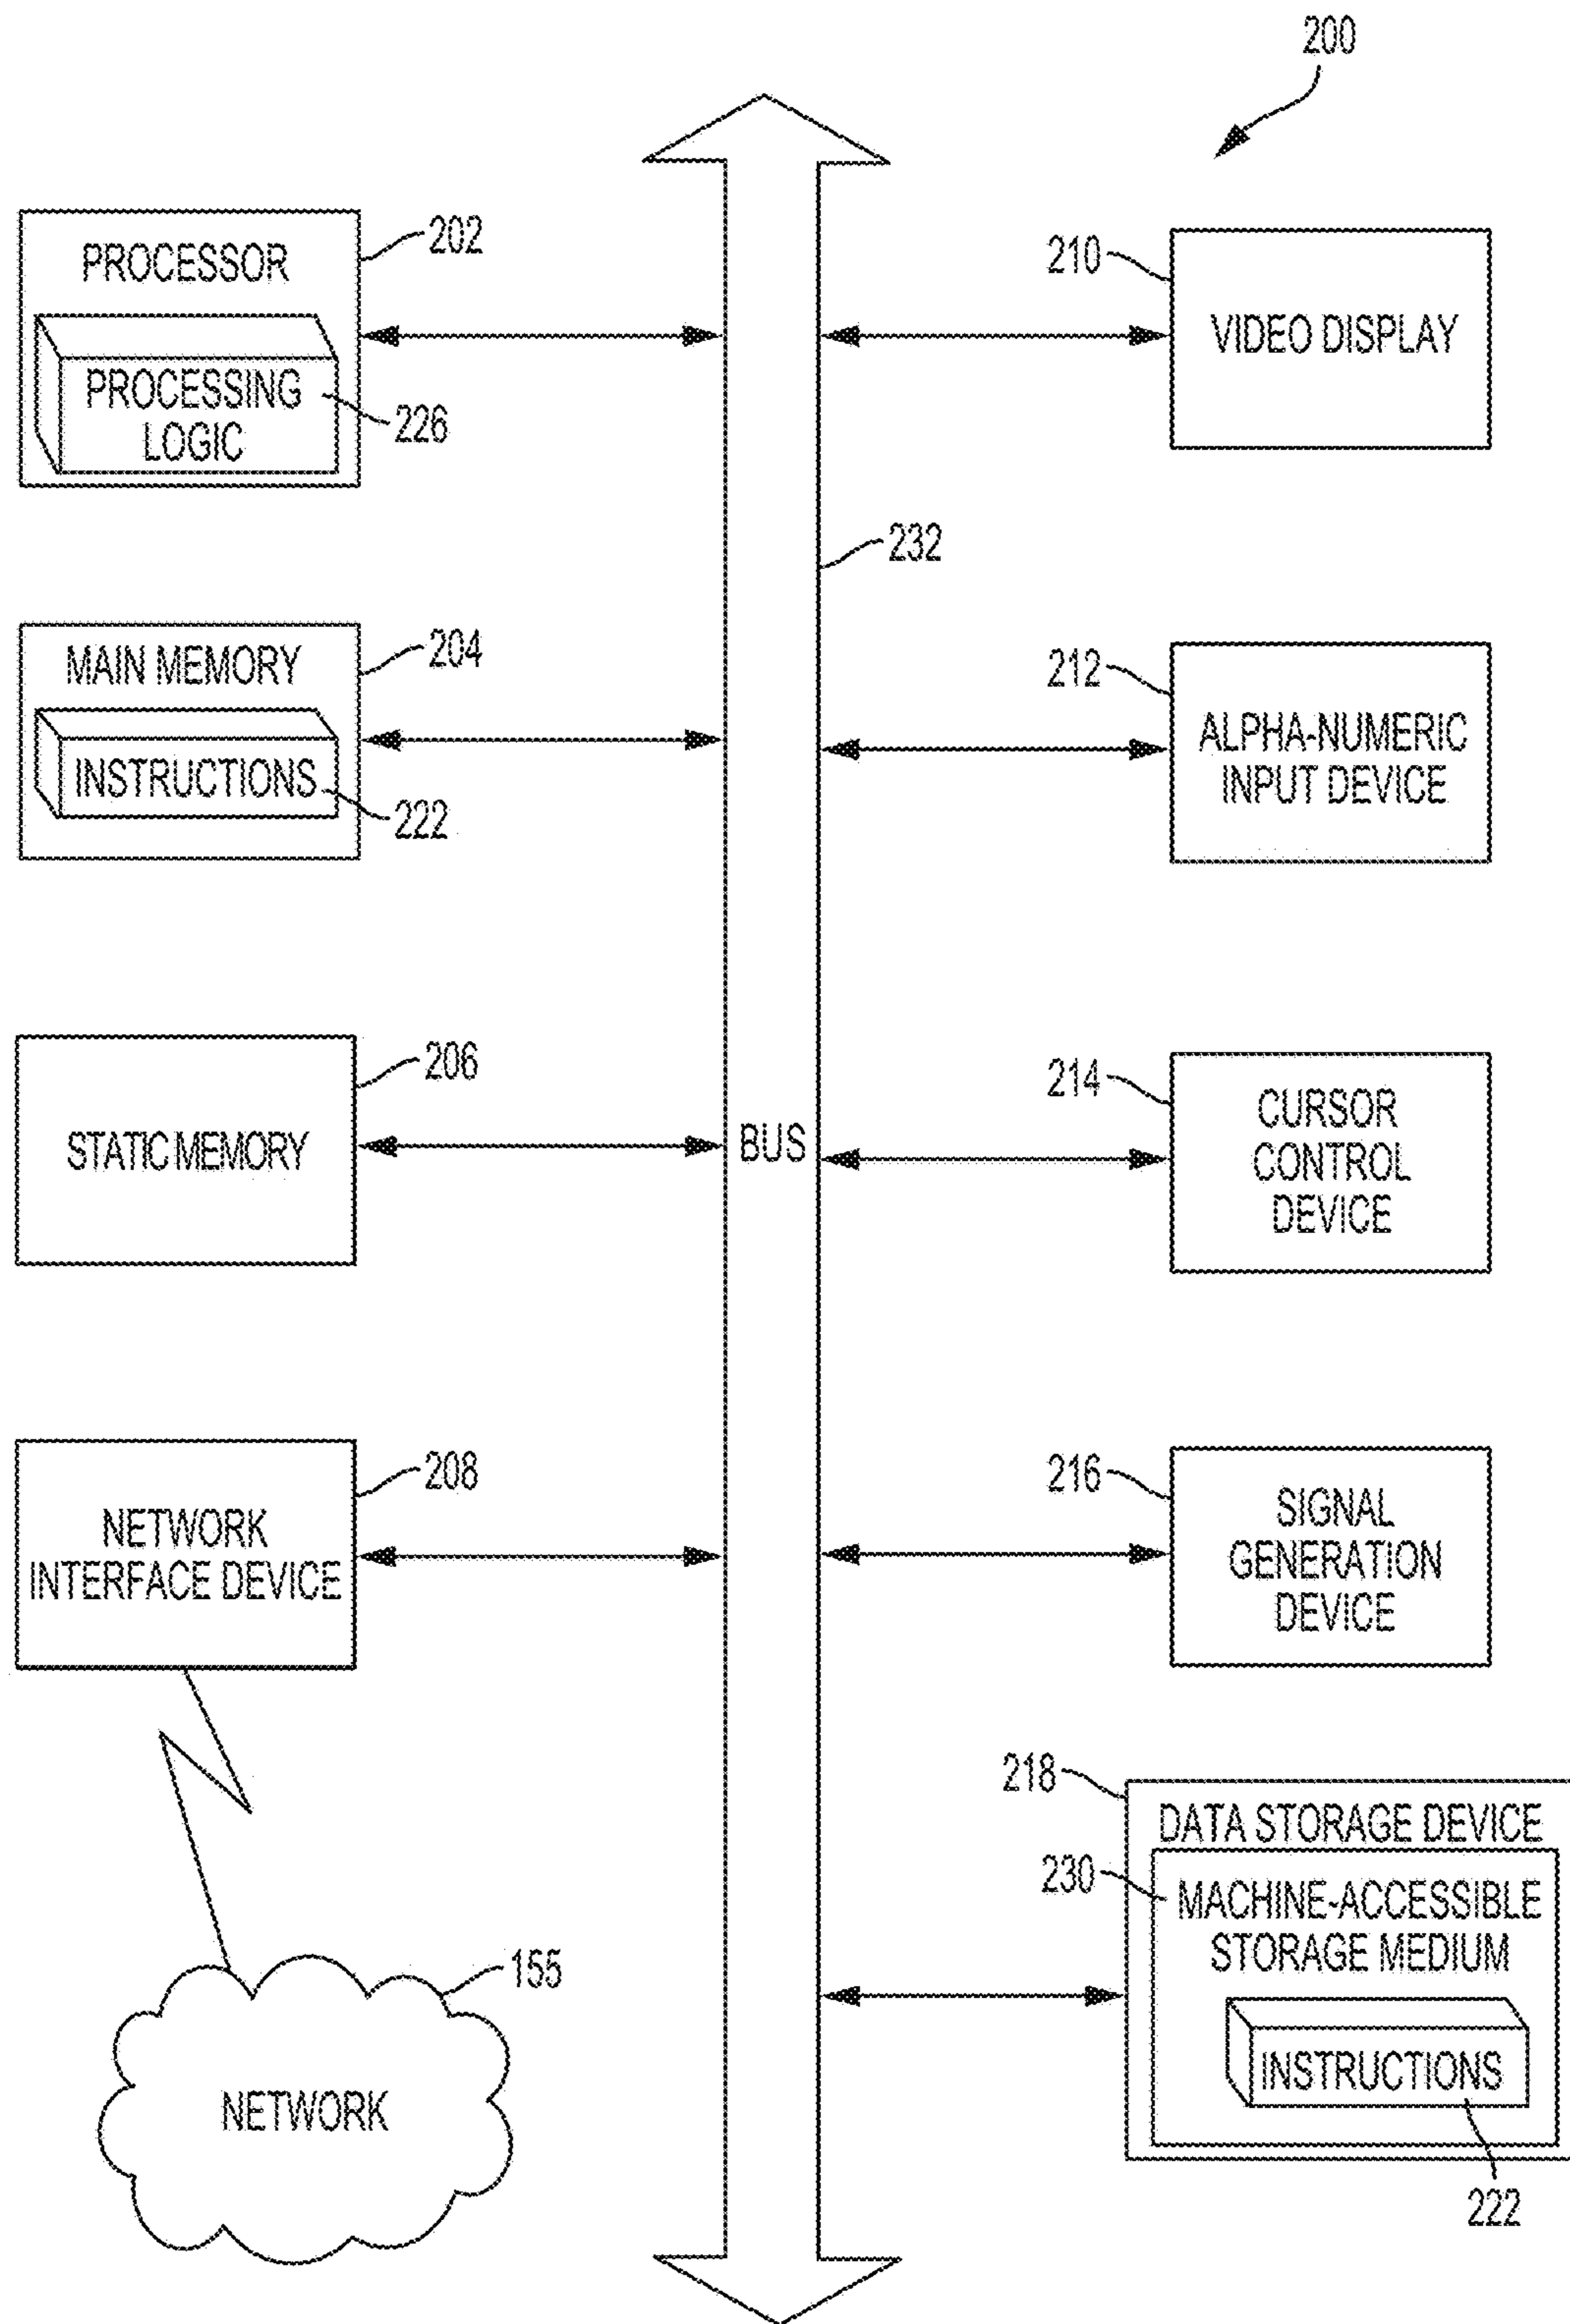 200
PROCESSOR
202
PROCESSING
LOGIC
226
210
VIDEO DISPLAY
232
MAIN MEMORY
204
INSTRUCTIONS
222
212
ALPHA-NUMERIC
INPUT DEVICE
STATIC MEMORY
206
BUS
214
CURSOR
CONTROL
DEVICE
NETWORK
INTERFACE DEVICE
208
216
SIGNAL
GENERATION
DEVICE
218
DATA STORAGE DEVICE
230
MACHINE-ACCESSIBLE
STORAGE MEDIUM
INSTRUCTIONS
222
155
NETWORK